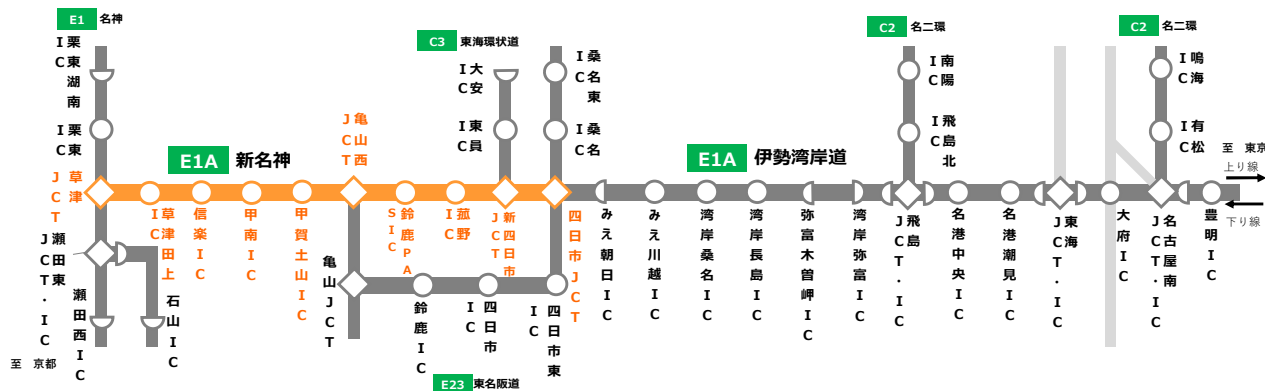 E1 名神
栗東湖南IC
栗東IC
草津JCT
E1A 新名神
亀山西JCT
C3 東海環状道
大安IC
東員IC
桑名東IC
桑名IC
E1A 伊勢湾岸道
C2 名二環
南陽IC
飛島北IC
C2 名二環
鳴海IC
有松IC
至 東京
上り線
下り線
草津田上IC
信楽IC
甲南IC
甲賀土山IC
鈴鹿PA SIC
菰野IC
新四日市JCT
四日市JCT
みえ朝日IC
みえ川越IC
湾岸桑名IC
湾岸長島IC
弥富木曽岬IC
湾岸弥富IC
飛島JCT・IC
名港中央IC
名港潮見IC
東海JCT・IC
大府IC
名古屋南JCT・IC
豊明IC
瀬田東JCT・IC
瀬田西IC
石山IC
至 京都
亀山JCT
鈴鹿IC
四日市IC
四日市東IC
E23 東名阪道